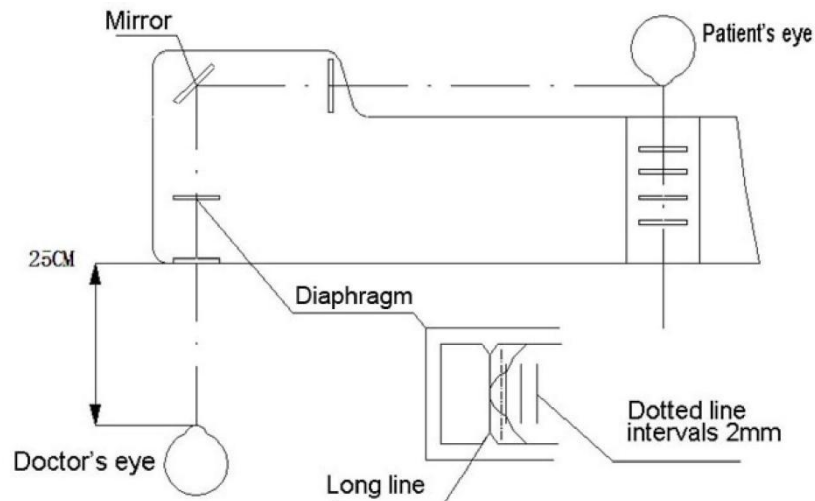 Mirror
Patient's eye
25CM
Diaphragm
Doctor's eye
Long line
Dotted line
intervals 2mm